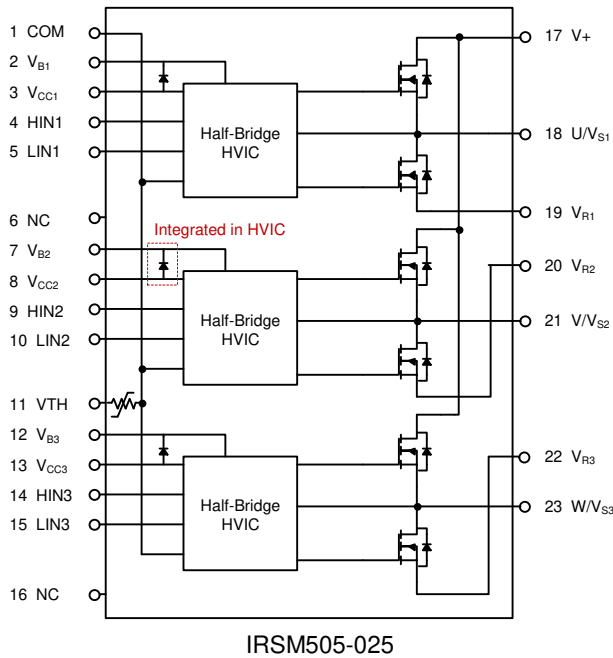 1 COM
2 VB1
3 VCC1
4 HIN1
5 LIN1
6 NC
7 VB2
8 VCC2
9 HIN2
10 LIN2
11 VTH
12 VB3
13 VCC3
14 HIN3
15 LIN3
16 NC
Half-Bridge
HVIC
Integrated in HVIC
Half-Bridge
HVIC
Half-Bridge
HVIC
17 V+
18 U/VS1
19 VR1
20 VR2
21 V/VS2
22 VR3
23 W/VS3
IRSM505-025